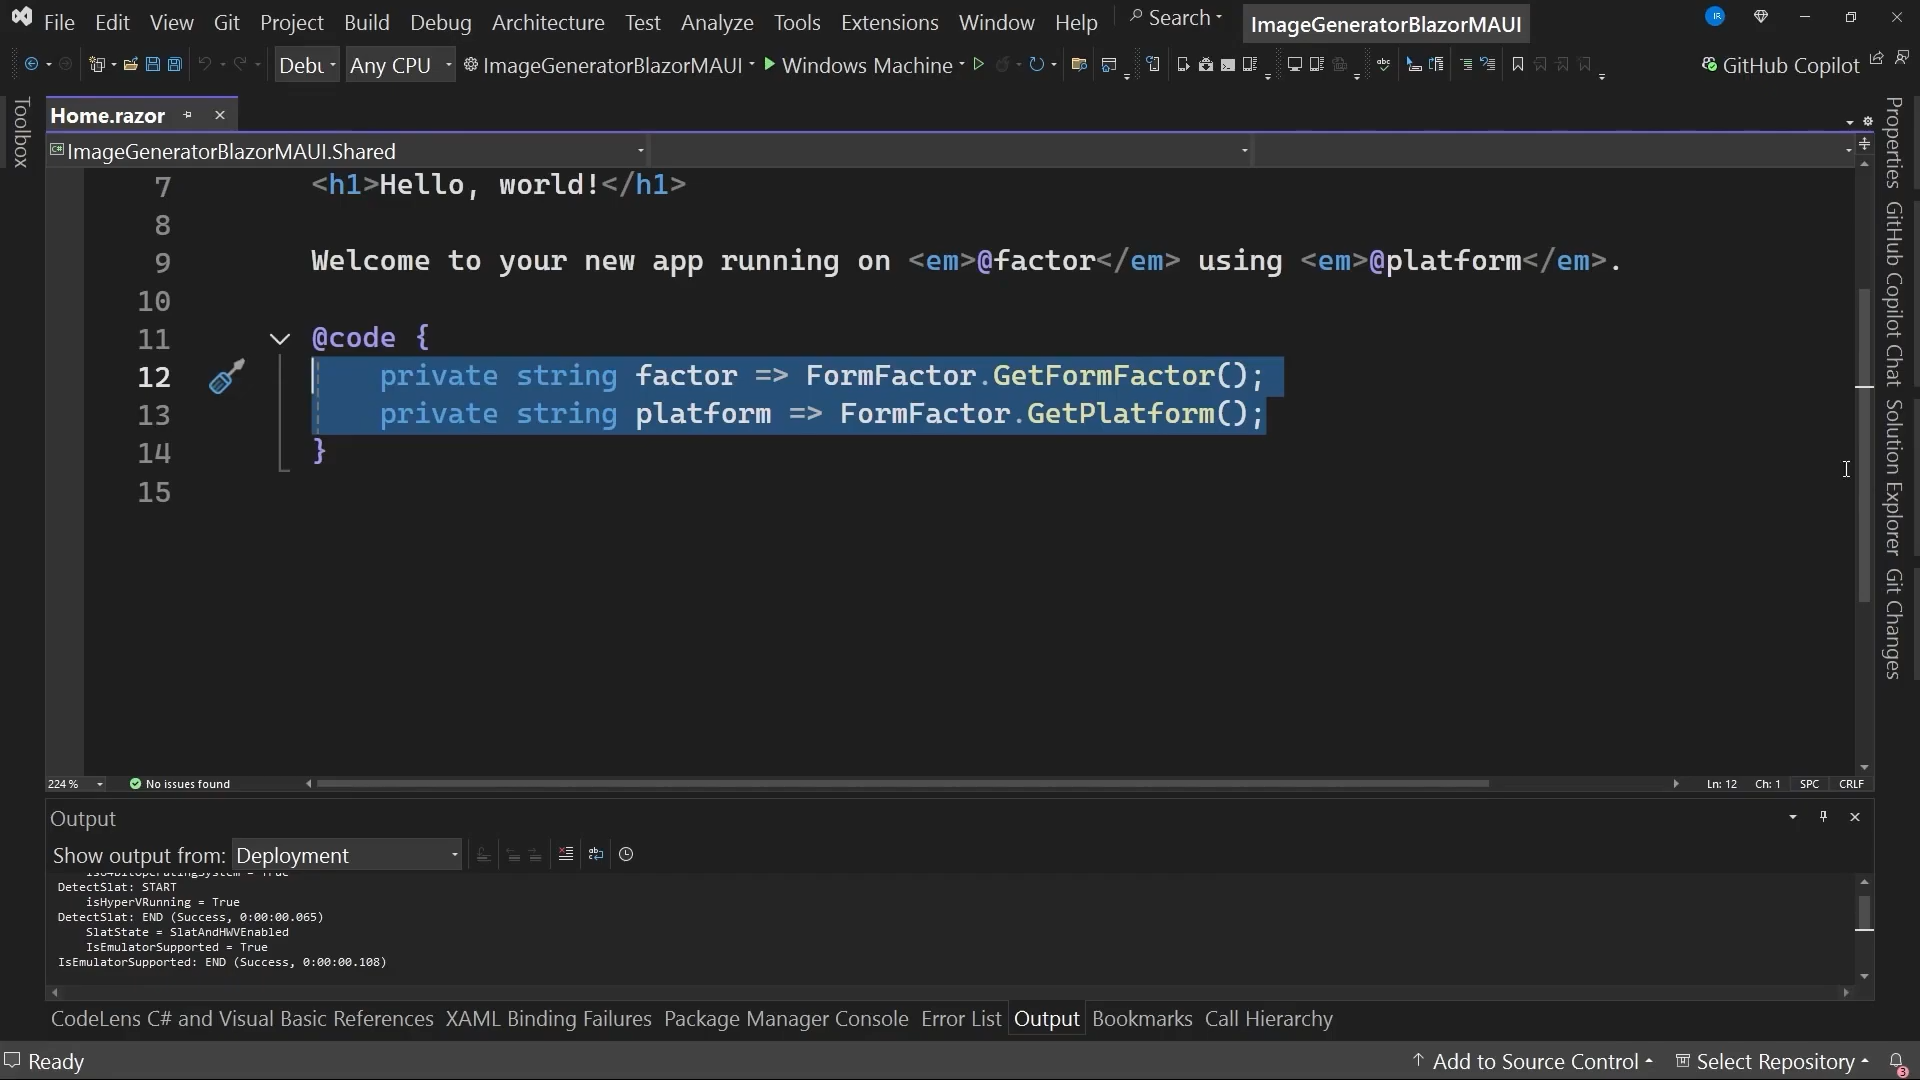 File Edit View Git Project Build Debug Architecture Test Analyze Tools Extensions Window Help Search ImageGeneratorBlazorMAUI IR
Debu Any CPU ImageGeneratorBlazorMAUI Windows Machine GitHub Copilot
Toolbox
Home.razor
ImageGeneratorBlazorMAUI.Shared
7 <h1>Hello, world!</h1>
8
9 Welcome to your new app running on <em>@factor</em> using <em>@platform</em>.
10
11 @code {
12 private string factor => FormFactor.GetFormFactor();
13 private string platform => FormFactor.GetPlatform();
14 }
15
Properties
GitHub Copilot Chat
Solution Explorer
Git Changes
224 % No issues found Ln: 12 Ch: 1 SPC CRLF
Output
Show output from: Deployment
DetectSlat: START
isHyperVRunning = True
DetectSlat: END (Success, 0:00:00.065)
SlatState = SlatAndHWVEnabled
IsEmulatorSupported = True
IsEmulatorSupported: END (Success, 0:00:00.108)
CodeLens C# and Visual Basic References XAML Binding Failures Package Manager Console Error List Output Bookmarks Call Hierarchy
Ready Add to Source Control Select Repository 3